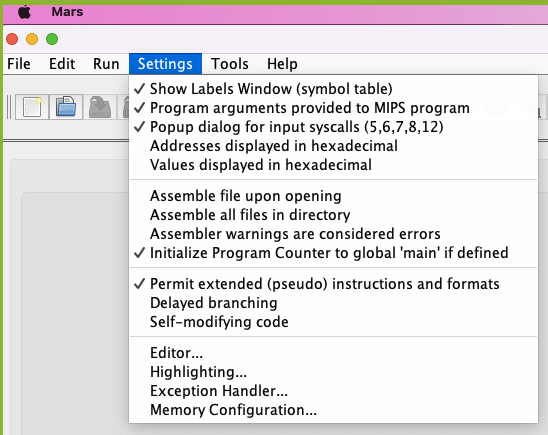 Mars
File Edit Run Settings Tools Help
✓ Show Labels Window (symbol table)
✓ Program arguments provided to MIPS program
✓ Popup dialog for input syscalls (5,6,7,8,12)
Addresses displayed in hexadecimal
Values displayed in hexadecimal
Assemble file upon opening
Assemble all files in directory
Assembler warnings are considered errors
✓ Initialize Program Counter to global 'main' if defined
✓ Permit extended (pseudo) instructions and formats
Delayed branching
Self-modifying code
Editor...
Highlighting...
Exception Handler...
Memory Configuration...